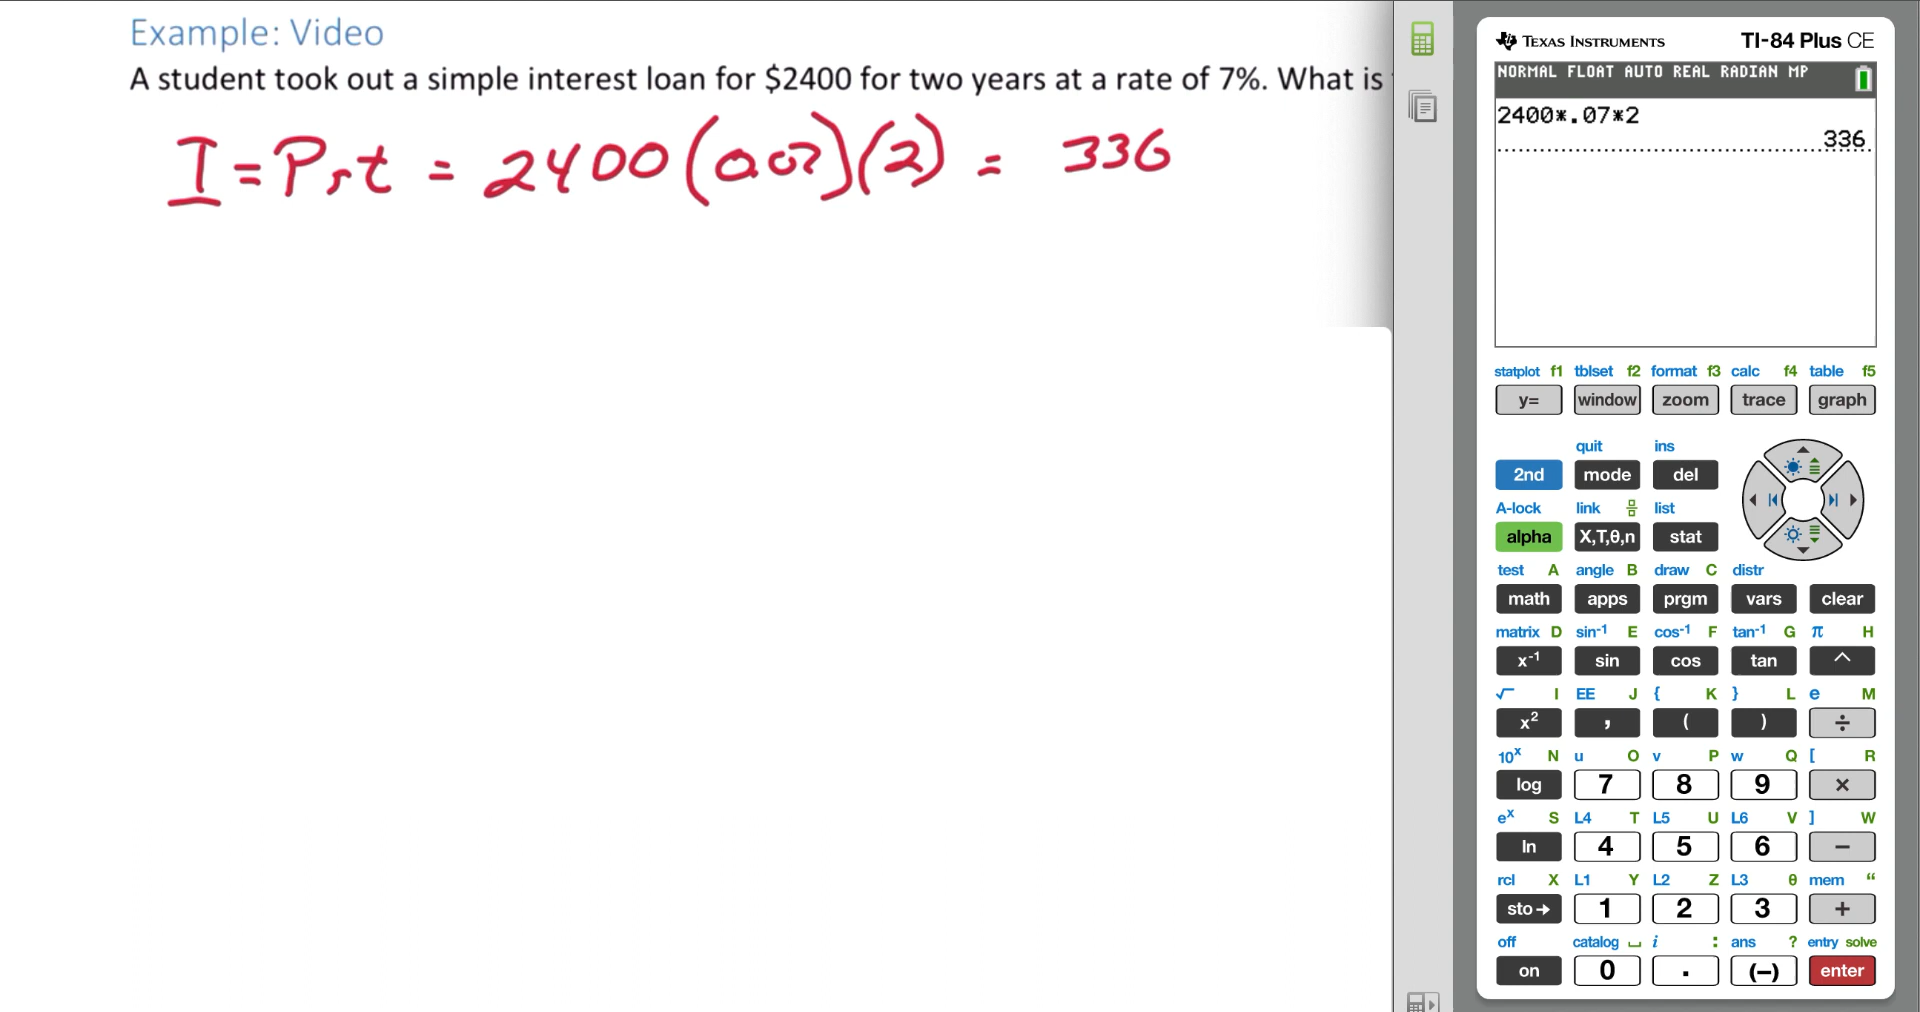 Example: Video
A student took out a simple interest loan for $2400 for two years at a rate of 7%. What is
I = Prt = 2400 (0.07)(2) = 336
TEXAS INSTRUMENTS TI-84 Plus CE
NORMAL FLOAT AUTO REAL RADIAN MP
2400*.07*2
336
statplot f1 tblset f2 format f3 calc f4 table f5
y= window zoom trace graph
quit ins
2nd mode del
A-lock link list
alpha X,T,θ,n stat
test A angle B draw C distr
math apps prgm vars clear
matrix D sin⁻¹ E cos⁻¹ F tan⁻¹ G π H
x⁻¹ sin cos tan ^
√ I EE J { K } L e M
x² , ( ) ÷
10ˣ N u O v P w Q [ R
log 7 8 9 ×
eˣ S L4 T L5 U L6 V ] W
ln 4 5 6 −
rcl X L1 Y L2 Z L3 θ mem “
sto→ 1 2 3 +
off catalog ⎵ i : ans ? entry solve
on 0 . (−) enter